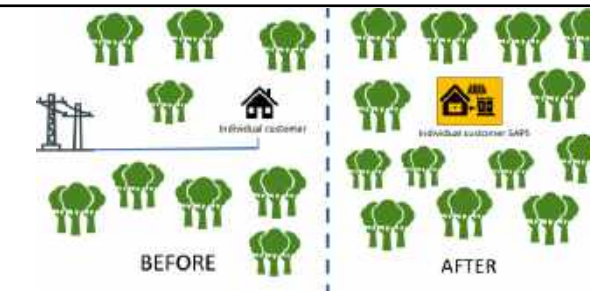 Individual customer
Individual customer SAPS
BEFORE
AFTER